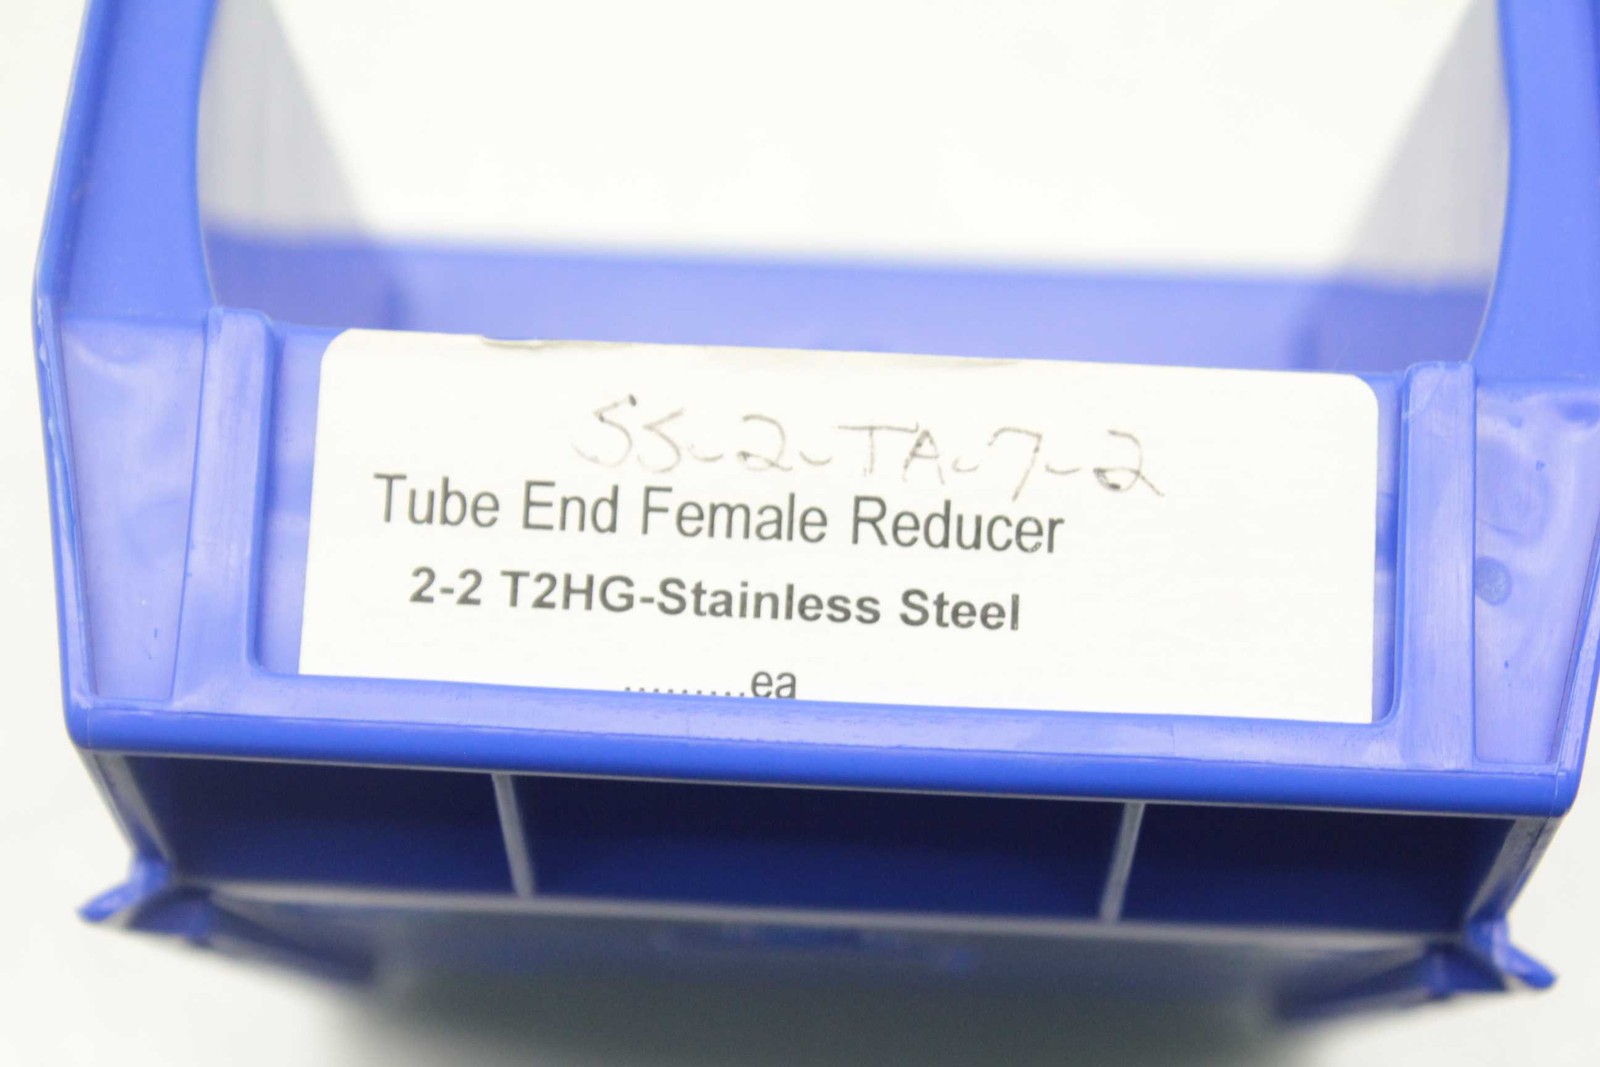 SS-2-TA-7-2
Tube End Female Reducer
2-2 T2HG-Stainless Steel
.........ea